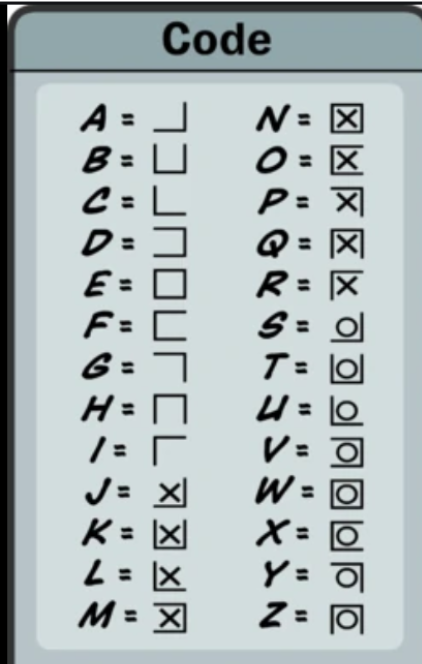 Code
A = N =
B = O =
C = P =
D = Q =
E = R =
F = S =
G = T =
H = U =
I = V =
J = W =
K = X =
L = Y =
M = Z =